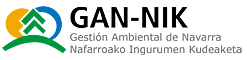 GAN-NIK
Gestión Ambiental de Navarra
Nafarroako Ingurumen Kudeaketa